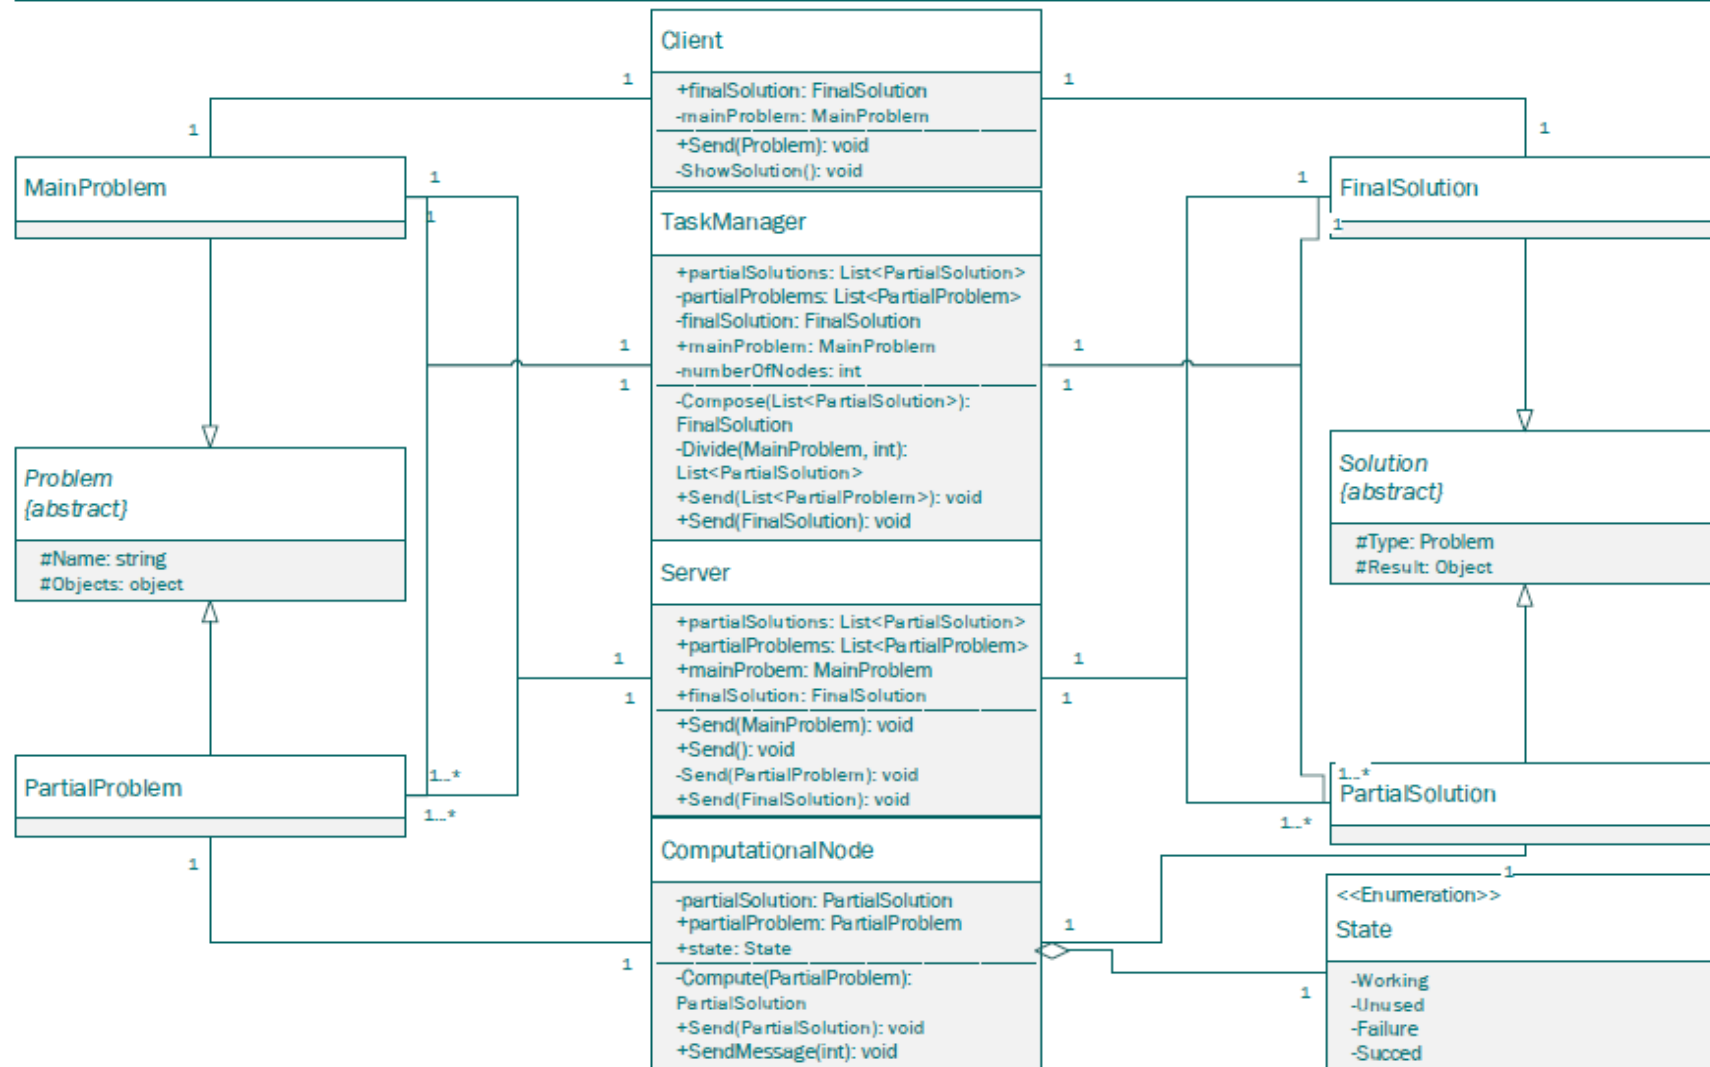 Client
+finalSolution: FinalSolution
-mainProblem: MainProblem
+Send(Problem): void
-ShowSolution(): void
1
1
1
1
MainProblem
1
1
TaskManager
+partialSolutions: List<PartialSolution>
-partialProblems: List<PartialProblem>
-finalSolution: FinalSolution
+mainProblem: MainProblem
-numberOfNodes: int
-Compose(List<PartialSolution>):
FinalSolution
-Divide(MainProblem, int):
List<PartialSolution>
+Send(List<PartialProblem>): void
+Send(FinalSolution): void
1
1
1
1
FinalSolution
1
1
Problem
{abstract}
#Name: string
#Objects: object
Solution
{abstract}
#Type: Problem
#Result: Object
Server
+partialSolutions: List<PartialSolution>
+partialProblems: List<PartialProblem>
+mainProbem: MainProblem
+finalSolution: FinalSolution
+Send(MainProblem): void
+Send(): void
-Send(PartialProblem): void
+Send(FinalSolution): void
1
1
1
1
PartialProblem
1..*
1..*
1
PartialSolution
1..*
1..*
1
ComputationalNode
-partialSolution: PartialSolution
+partialProblem: PartialProblem
+state: State
-Compute(PartialProblem):
PartialSolution
+Send(PartialSolution): void
+SendMessage(int): void
1
1
1
<<Enumeration>>
State
-Working
-Unused
-Failure
-Succed